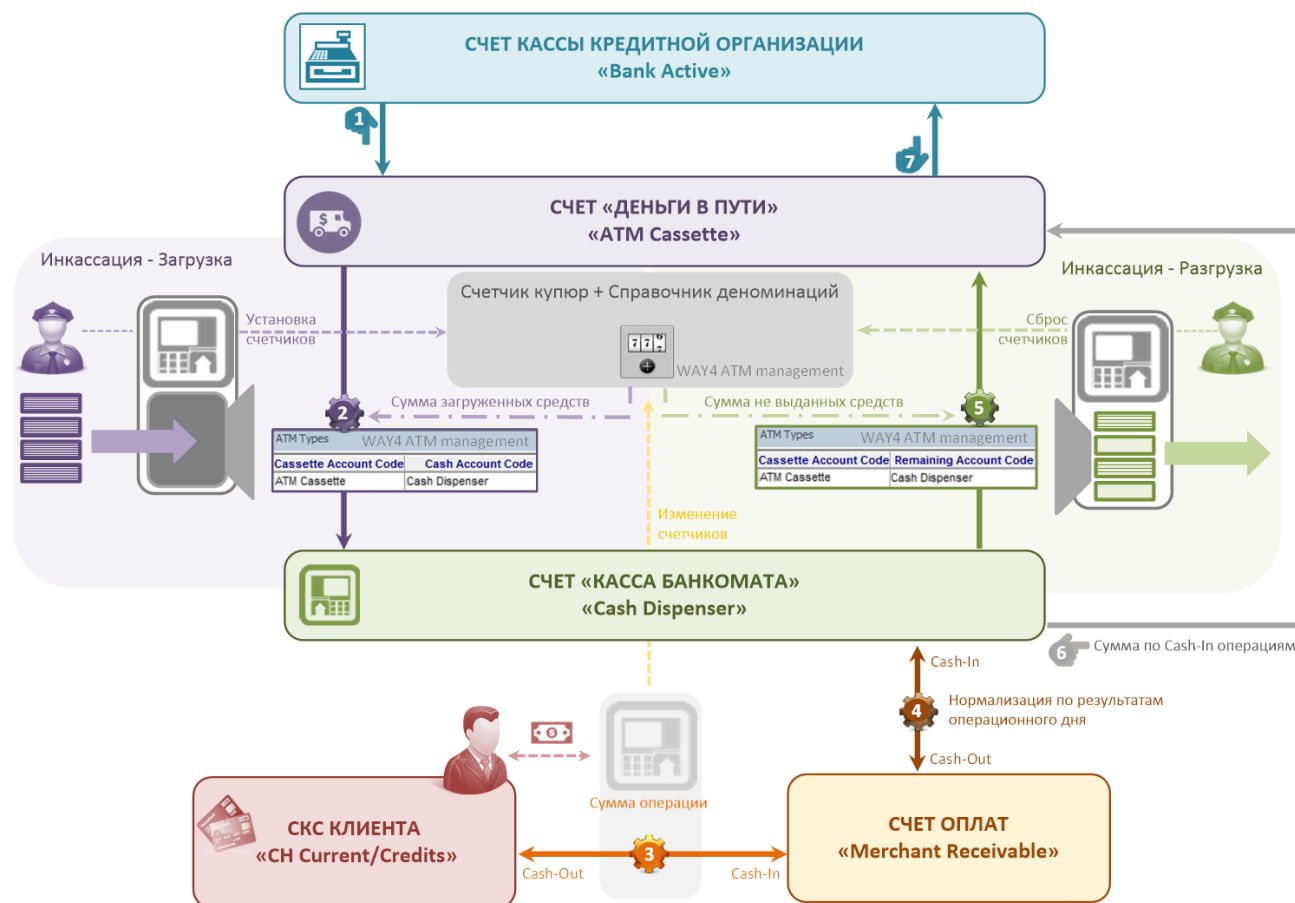 СЧЕТ КАССЫ КРЕДИТНОЙ ОРГАНИЗАЦИИ
«Bank Active»
1
7
СЧЕТ «ДЕНЬГИ В ПУТИ»
«ATM Cassette»
Инкассация - Загрузка
Инкассация - Разгрузка
Счетчик купюр + Справочник деноминаций
Установка
счетчиков
Сброс
счетчиков
WAY4 ATM management
2
Сумма загруженных средств
Сумма не выданных средств
5
ATM Types
WAY4 ATM management
Cassette Account Code
Cash Account Code
ATM Cassette
Cash Dispenser
ATM Types
WAY4 ATM management
Cassette Account Code
Remaining Account Code
ATM Cassette
Cash Dispenser
Изменение
счетчиков
СЧЕТ «КАССА БАНКОМАТА»
«Cash Dispenser»
6
Сумма по Cash-In операциям
Cash-In
4
Нормализация по результатам
операционного дня
Cash-Out
Сумма операции
СКС КЛИЕНТА
«CH Current/Credits»
3
Cash-Out
Cash-In
СЧЕТ ОПЛАТ
«Merchant Receivable»